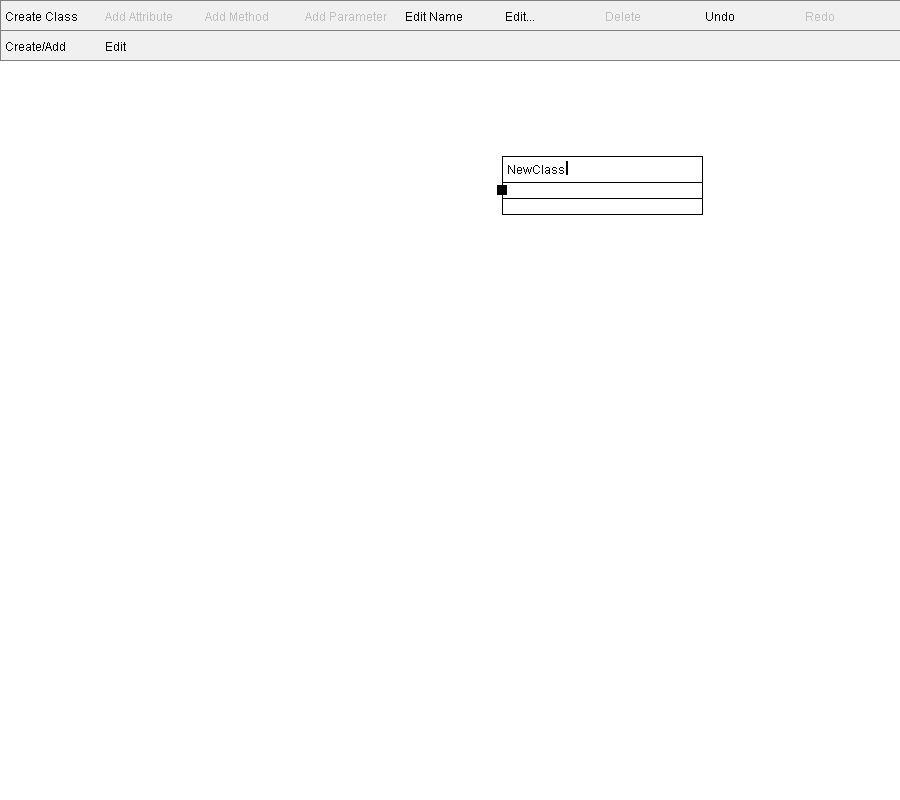 Create Class Add Attribute Add Method Add Parameter Edit Name Edit... Delete Undo Redo
Create/Add Edit
NewClass